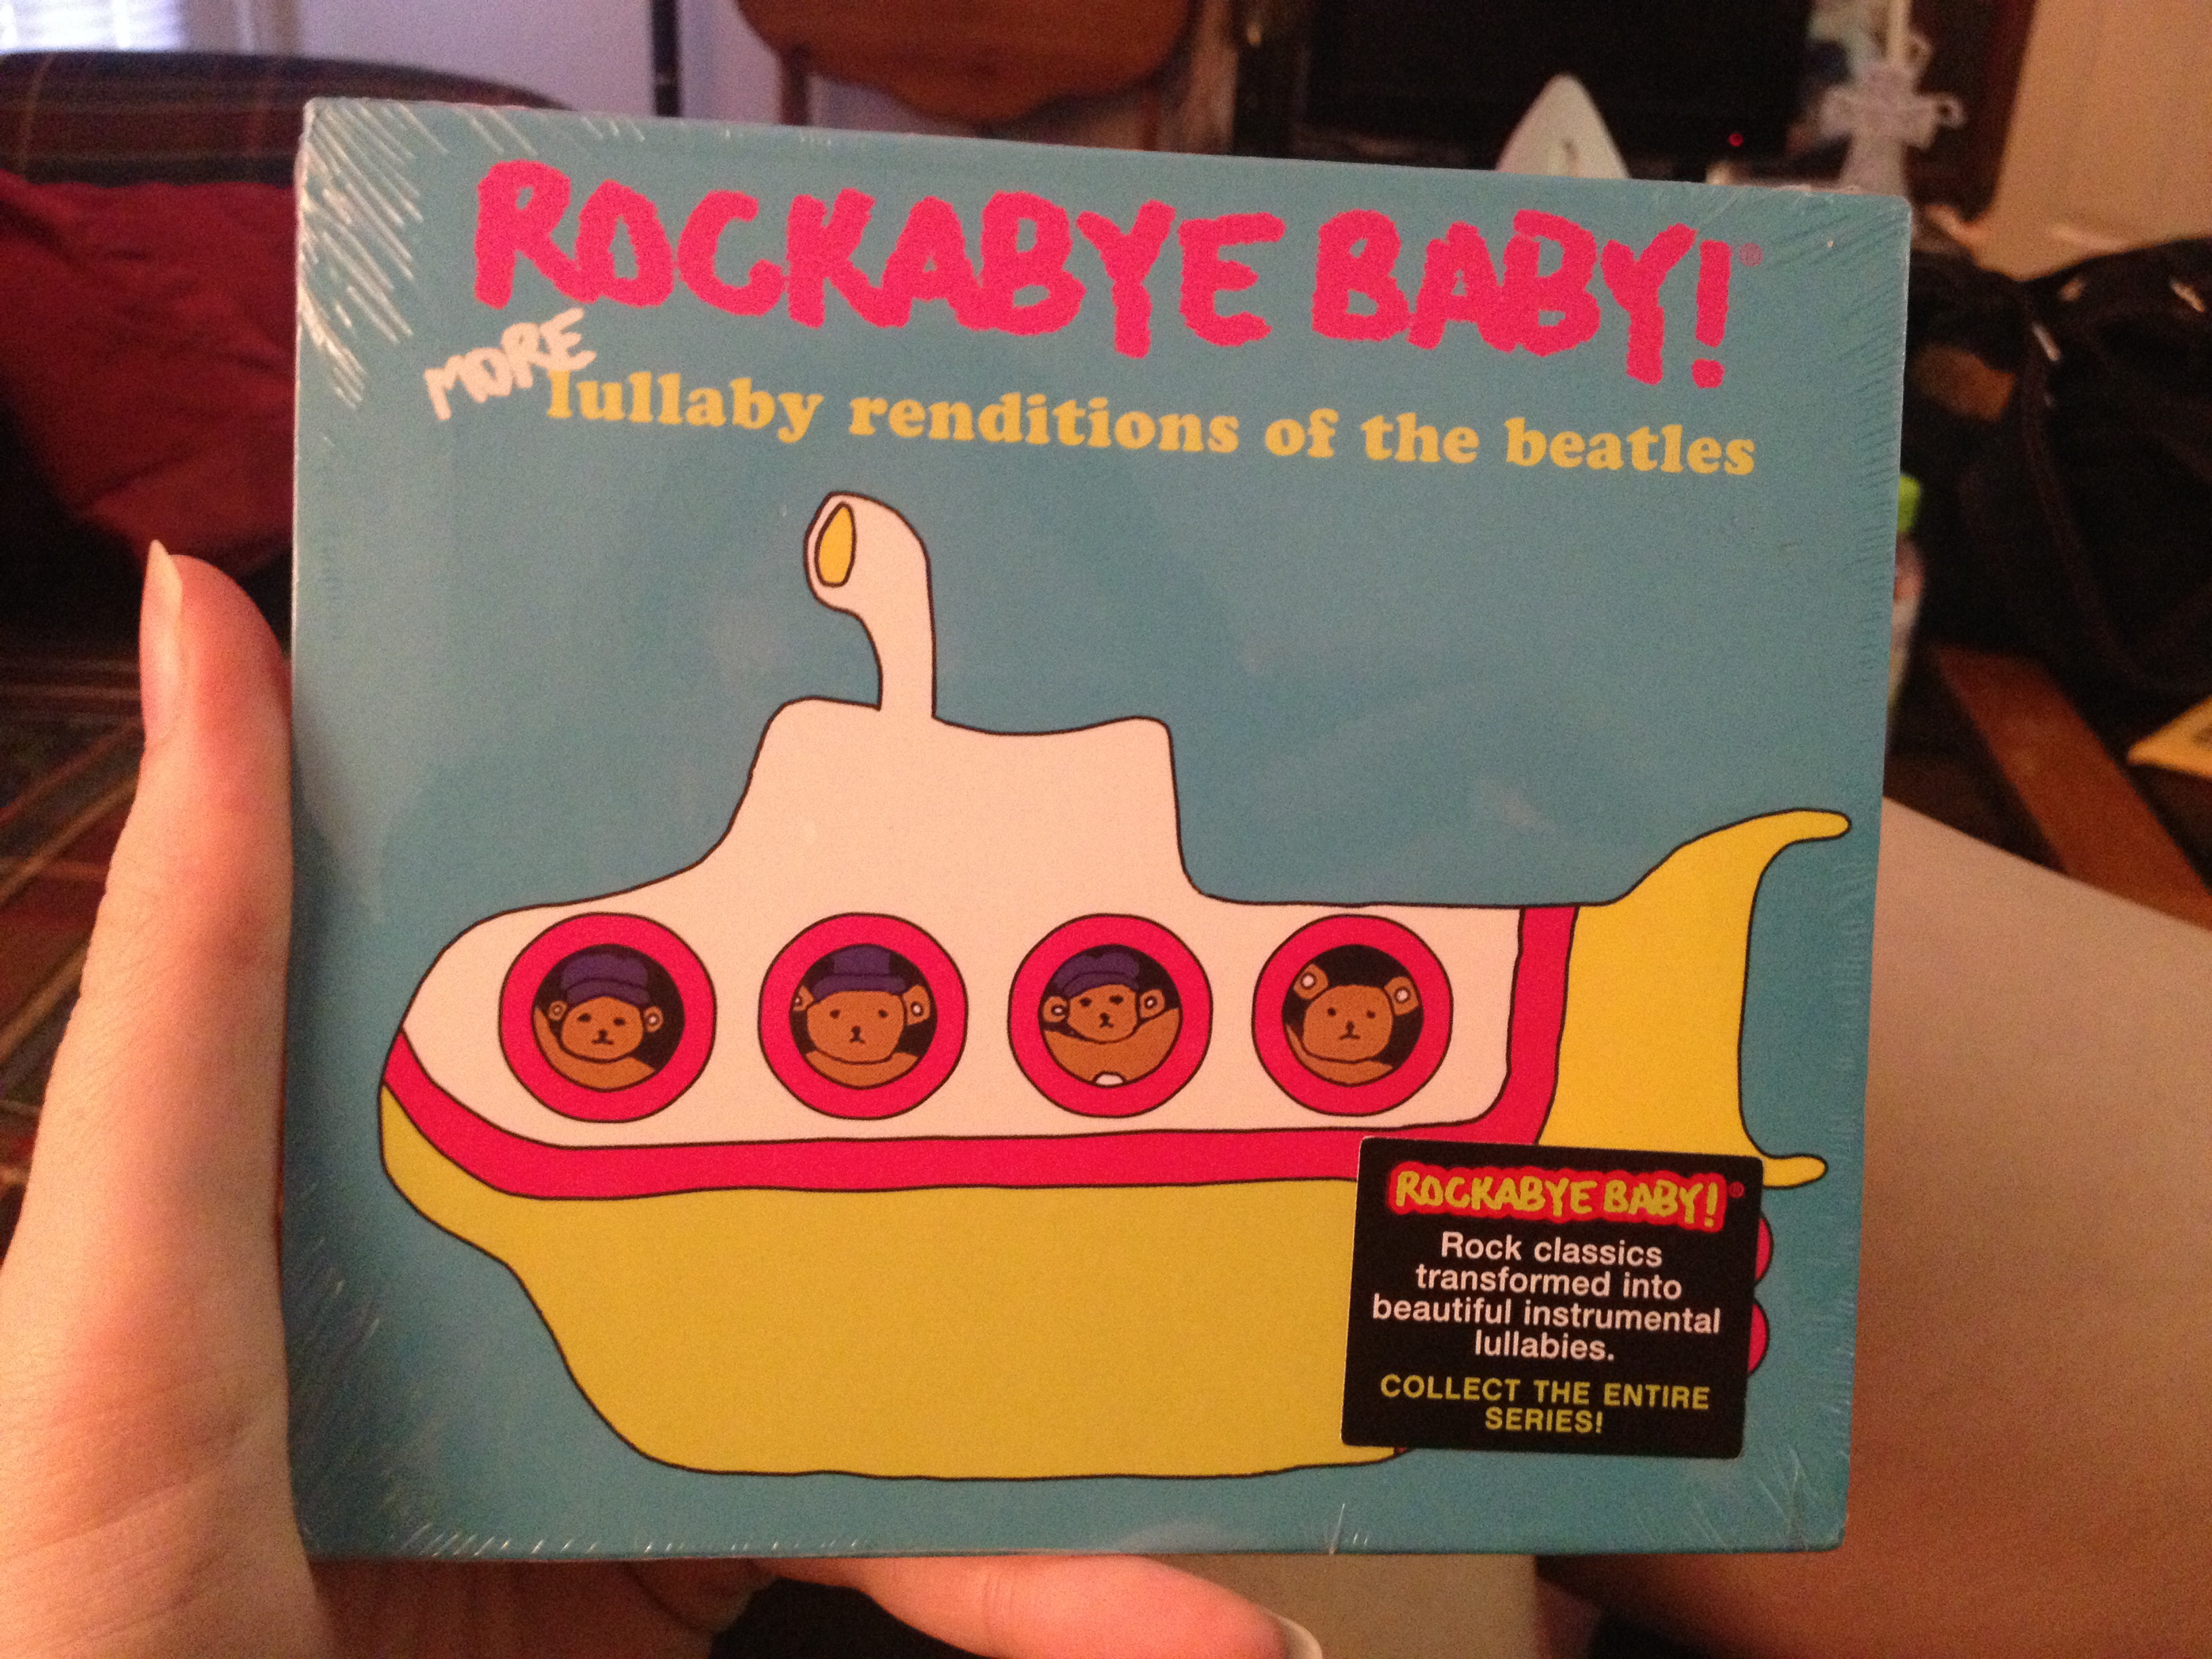 ROCKABYE BABY!®
MORE
lullaby renditions of the beatles
ROCKABYE BABY!®
Rock classics
transformed into
beautiful instrumental
lullabies.
COLLECT THE ENTIRE
SERIES!